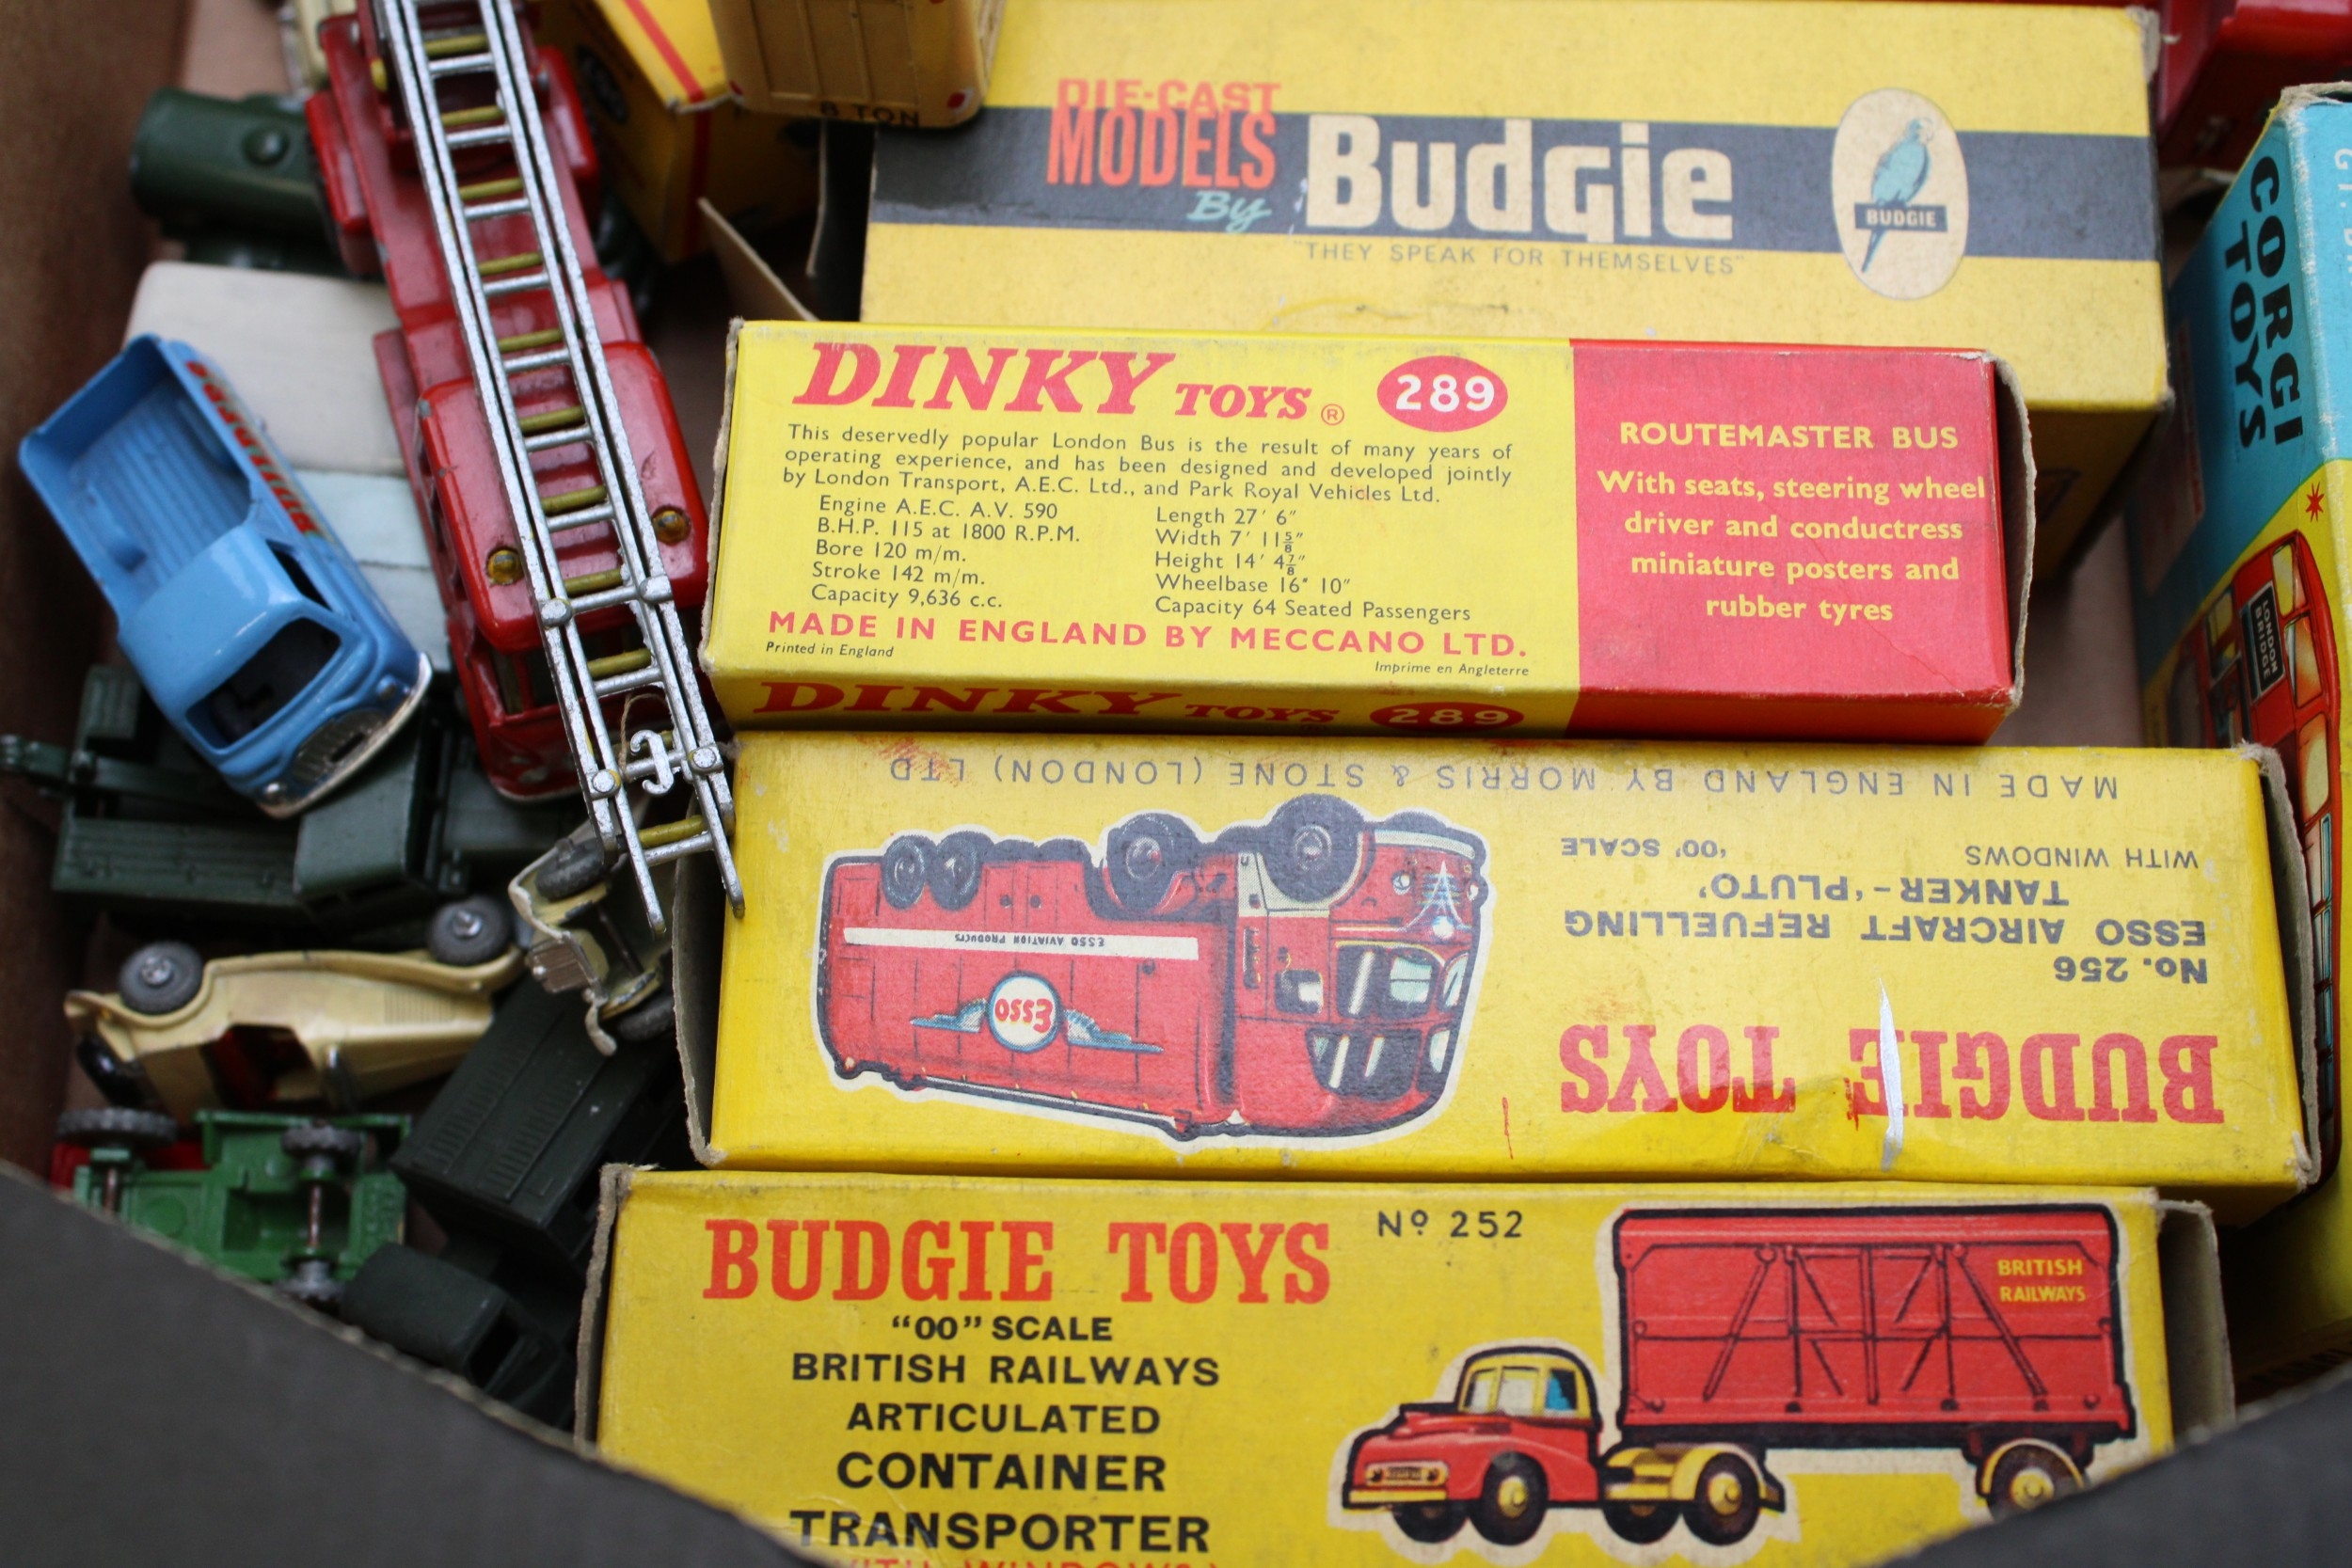 8 TON
DIE-CAST
MODELS
By
Budgie
"THEY SPEAK FOR THEMSELVES"
BUDGIE
CORGI
TOYS
LONDON
BRIDGE
DINKY TOYS ® 289
This deservedly popular London Bus is the result of many years of
operating experience, and has been designed and developed jointly
by London Transport, A.E.C. Ltd., and Park Royal Vehicles Ltd.
Engine A.E.C. A.V. 590
B.H.P. 115 at 1800 R.P.M.
Bore 120 m/m.
Stroke 142 m/m.
Capacity 9,636 c.c.
Length 27' 6"
Width 7' 11⅝"
Height 14' 4⅞"
Wheelbase 16" 10"
Capacity 64 Seated Passengers
MADE IN ENGLAND BY MECCANO LTD.
Printed in England
Imprime en Angleterre
ROUTEMASTER BUS
With seats, steering wheel
driver and conductress
miniature posters and
rubber tyres
DINKY TOYS 289
BUDGIE TOYS
No. 256
ESSO AIRCRAFT REFUELLING
TANKER-'PLUTO'
WITH WINDOWS '00' SCALE
MADE IN ENGLAND BY MORRIS & STONE (LONDON) LTD
ESSO
ESSO AVIATION PRODUCTS
BUDGIE TOYS Nº 252
"00" SCALE
BRITISH RAILWAYS
ARTICULATED
CONTAINER
TRANSPORTER
BRITISH
RAILWAYS